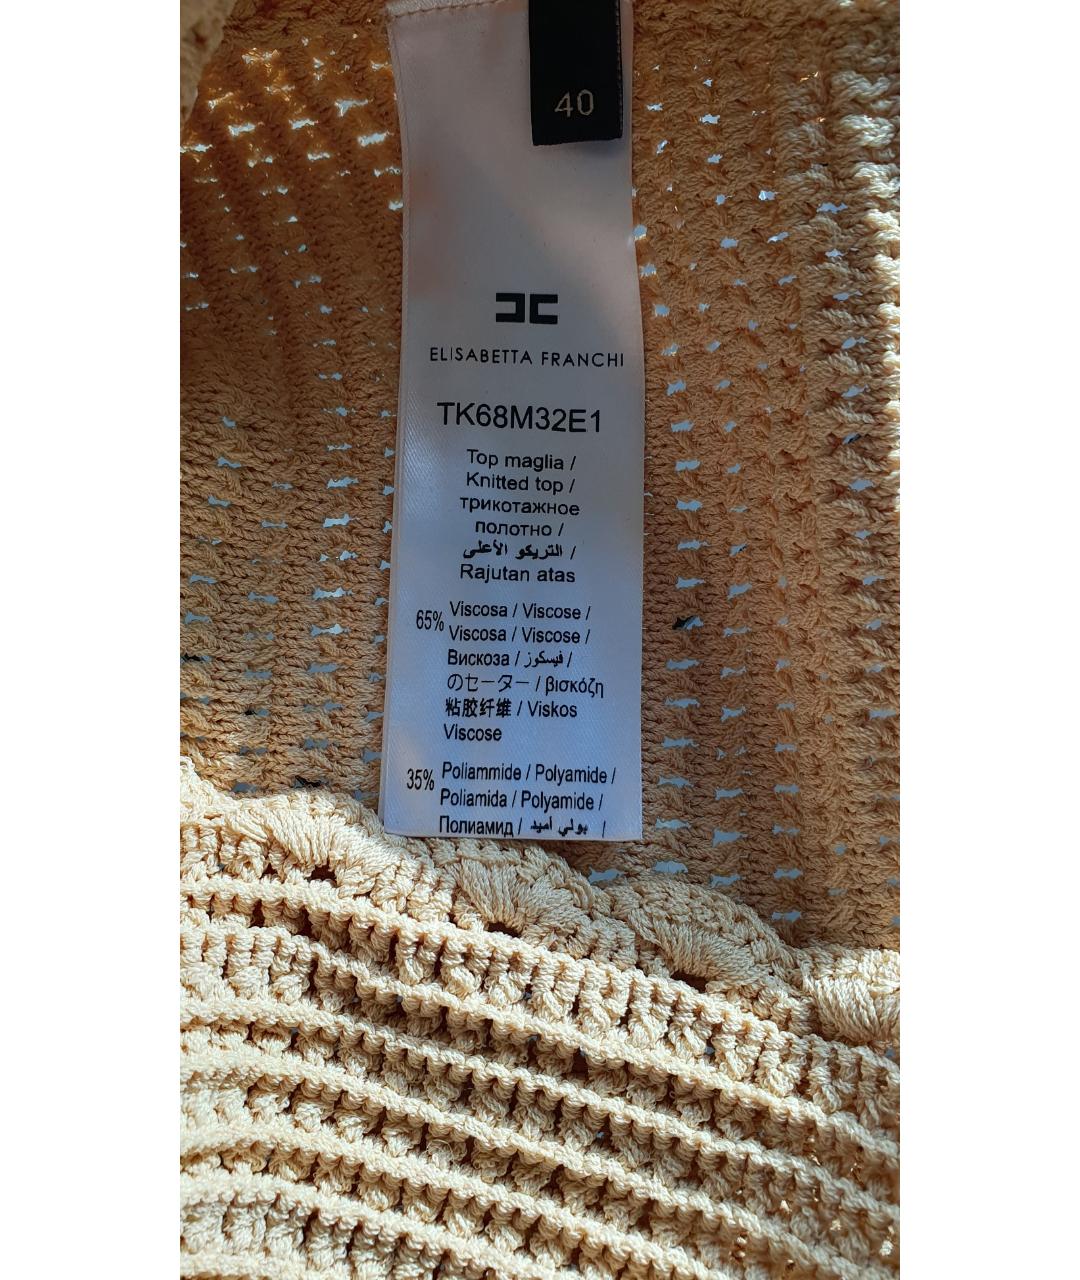 40
ELISABETTA FRANCHI
TK68M32E1
Top maglia /
Knitted top /
трикотажное
полотно /
التريكو الأعلى /
Rajutan atas
65% Viscosa / Viscose /
Viscosa / Viscose /
Вискоза / فيسكوز /
のセーター / βισκόζη
粘胶纤维 / Viskos
Viscose
35% Poliammide / Polyamide /
Poliamida / Polyamide /
Полиамид / بولي أميد /